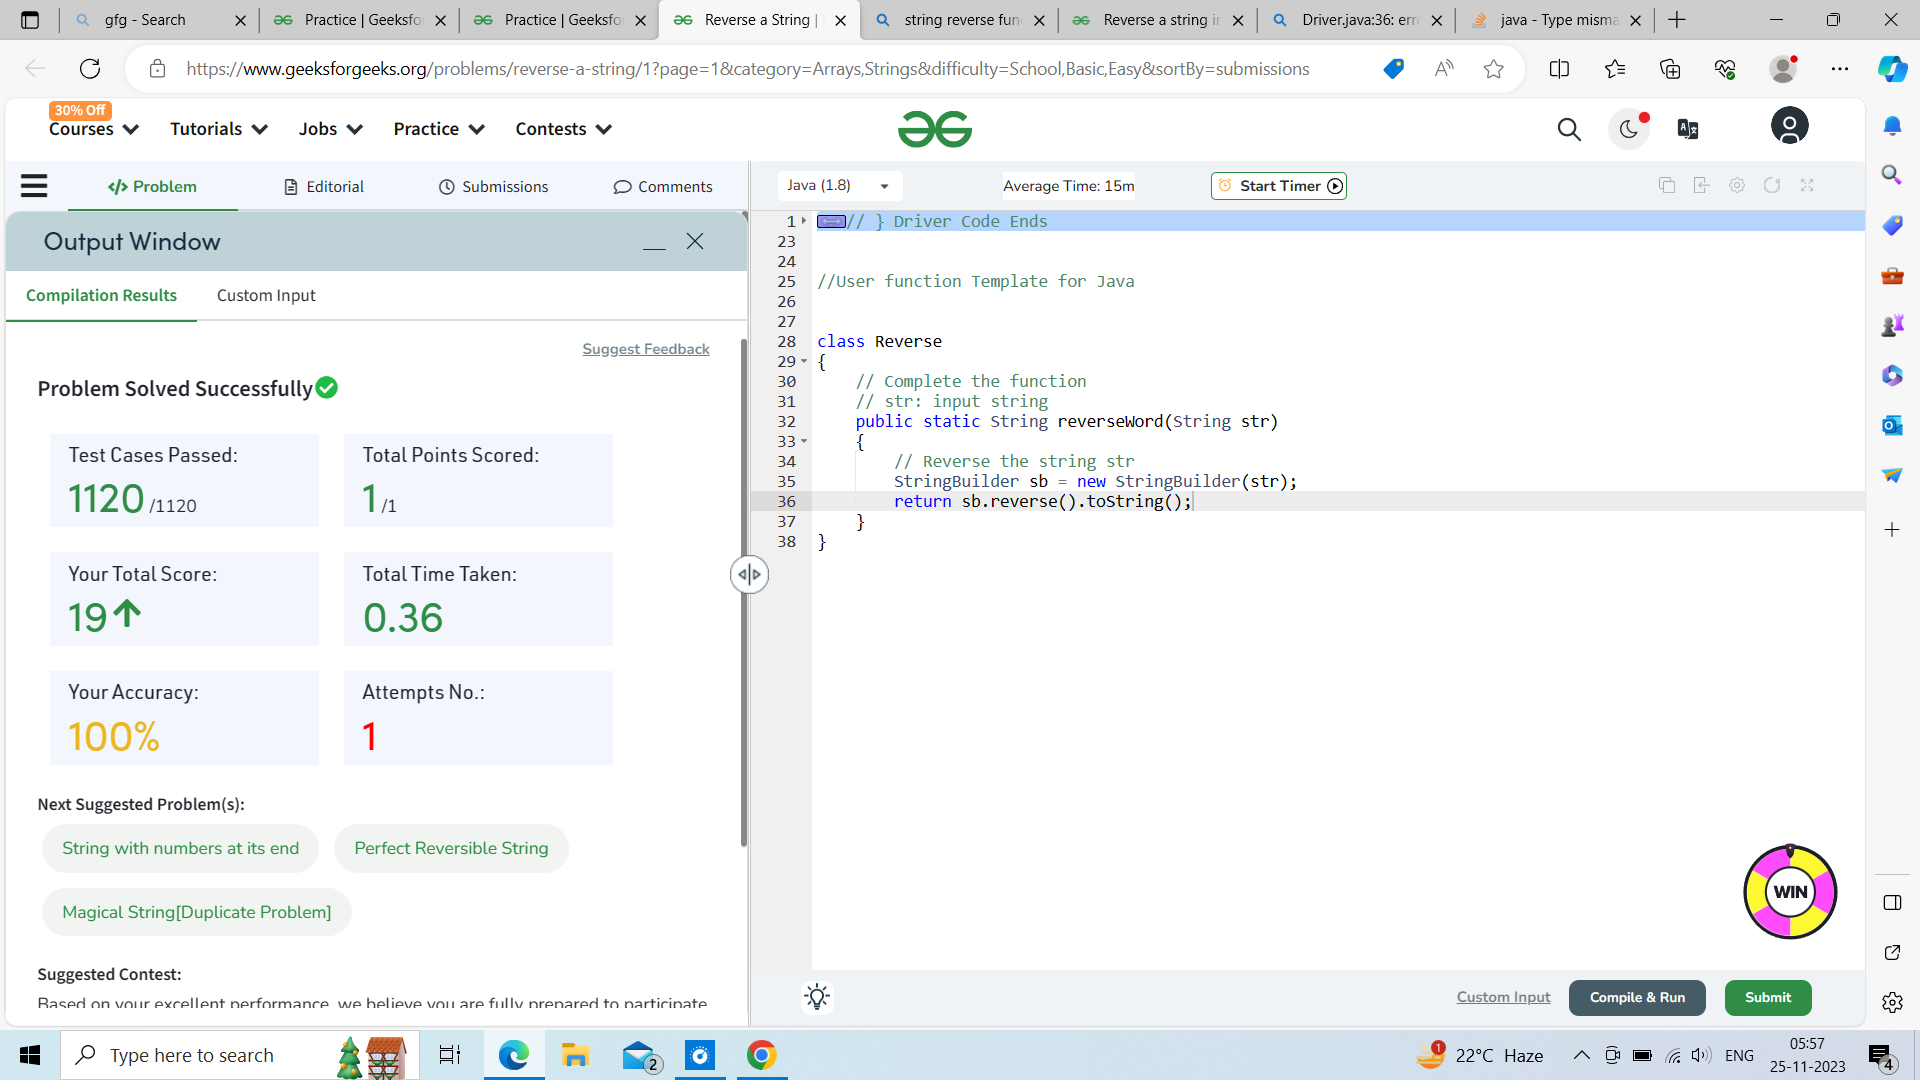 gfg - Search
Practice | Geeksfo
Practice | Geeksfo
Reverse a String |
string reverse fun
Reverse a string in
Driver.java:36: erro
java - Type misma
https://www.geeksforgeeks.org/problems/reverse-a-string/1?page=1&category=Arrays,Strings&difficulty=School,Basic,Easy&sortBy=submissions
30% Off
Courses
Tutorials
Jobs
Practice
Contests
</> Problem
Editorial
Submissions
Comments
Java (1.8)
Average Time: 15m
Start Timer
Output Window
Compilation Results
Custom Input
Suggest Feedback
Problem Solved Successfully
Test Cases Passed:
1120 /1120
Total Points Scored:
1 /1
Your Total Score:
19
Total Time Taken:
0.36
Your Accuracy:
100%
Attempts No.:
1
Next Suggested Problem(s):
String with numbers at its end
Perfect Reversible String
Magical String[Duplicate Problem]
Suggested Contest:
Based on your excellent performance, we believe you are fully prepared to participate
1 // } Driver Code Ends
23
24
25 //User function Template for Java
26
27
28 class Reverse
29 {
30 // Complete the function
31 // str: input string
32 public static String reverseWord(String str)
33 {
34 // Reverse the string str
35 StringBuilder sb = new StringBuilder(str);
36 return sb.reverse().toString();
37 }
38 }
WIN
Custom Input
Compile & Run
Submit
Type here to search
2
1
22°C Haze
ENG
05:57
25-11-2023
4